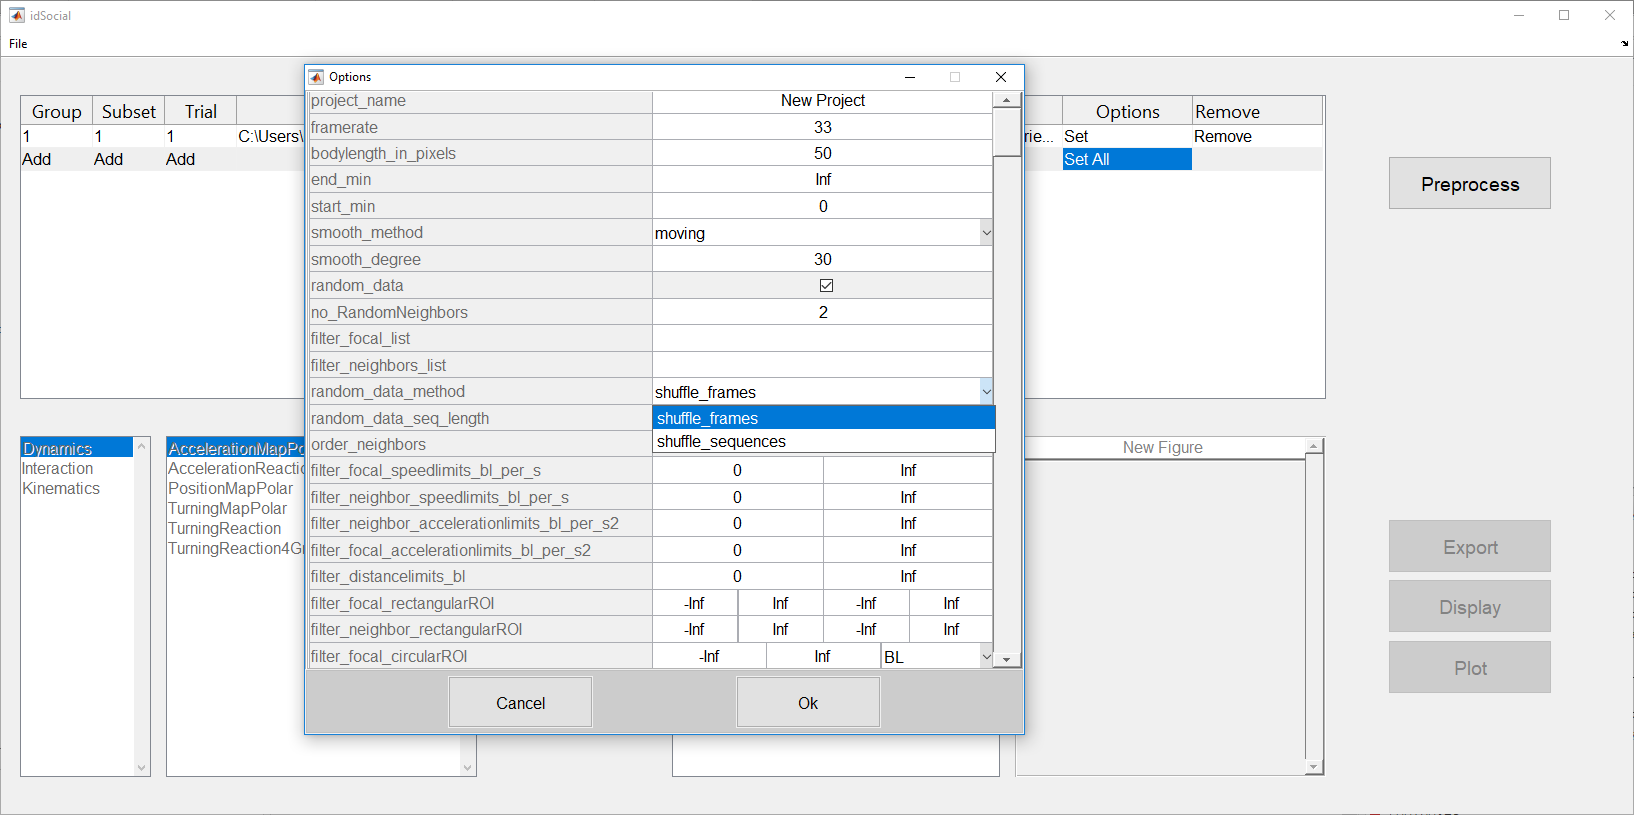 idSocial
File
Options
Group Subset Trial Options Remove
1 1 1 C:\Users\ rie... Set Remove
Add Add Add Set All
Preprocess
project_name New Project
framerate 33
bodylength_in_pixels 50
end_min Inf
start_min 0
smooth_method moving
smooth_degree 30
random_data
no_RandomNeighbors 2
filter_focal_list
filter_neighbors_list
random_data_method shuffle_frames
random_data_seq_length shuffle_frames
order_neighbors shuffle_sequences
filter_focal_speedlimits_bl_per_s 0 Inf
filter_neighbor_speedlimits_bl_per_s 0 Inf
filter_neighbor_accelerationlimits_bl_per_s2 0 Inf
filter_focal_accelerationlimits_bl_per_s2 0 Inf
filter_distancelimits_bl 0 Inf
filter_focal_rectangularROI -Inf Inf -Inf Inf
filter_neighbor_rectangularROI -Inf Inf -Inf Inf
filter_focal_circularROI -Inf Inf BL
Cancel Ok
Dynamics
Interaction
Kinematics
AccelerationMapPo
AccelerationReactio
PositionMapPolar
TurningMapPolar
TurningReaction
TurningReaction4Gr
New Figure
Export
Display
Plot